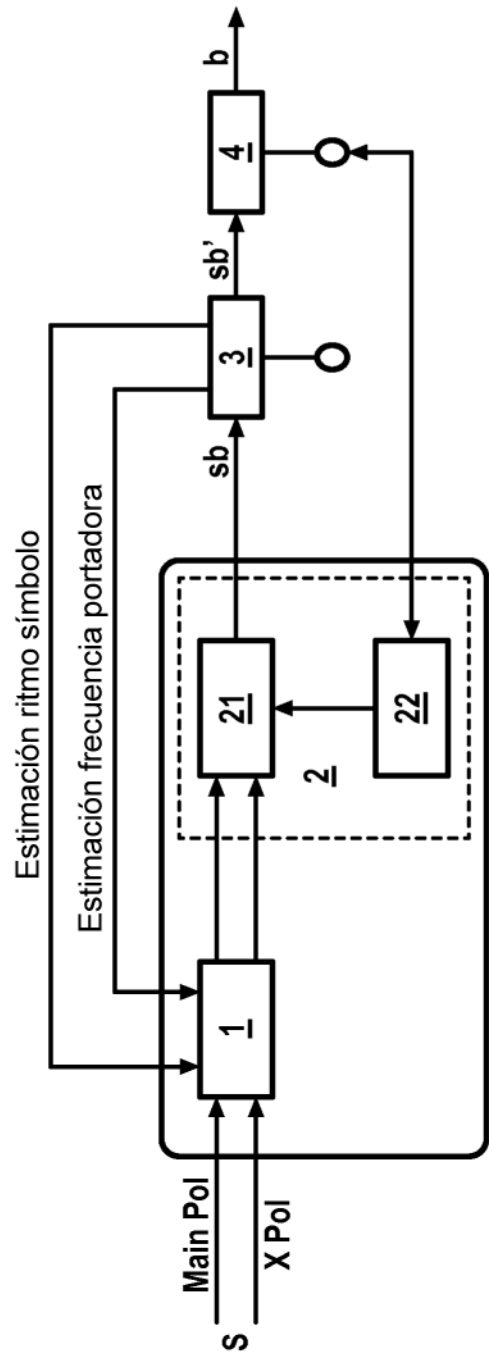 Estimación ritmo símbolo
Estimación frecuencia portadora
S
Main Pol
X Pol
1
21
2
22
sb
3
sb'
4
b